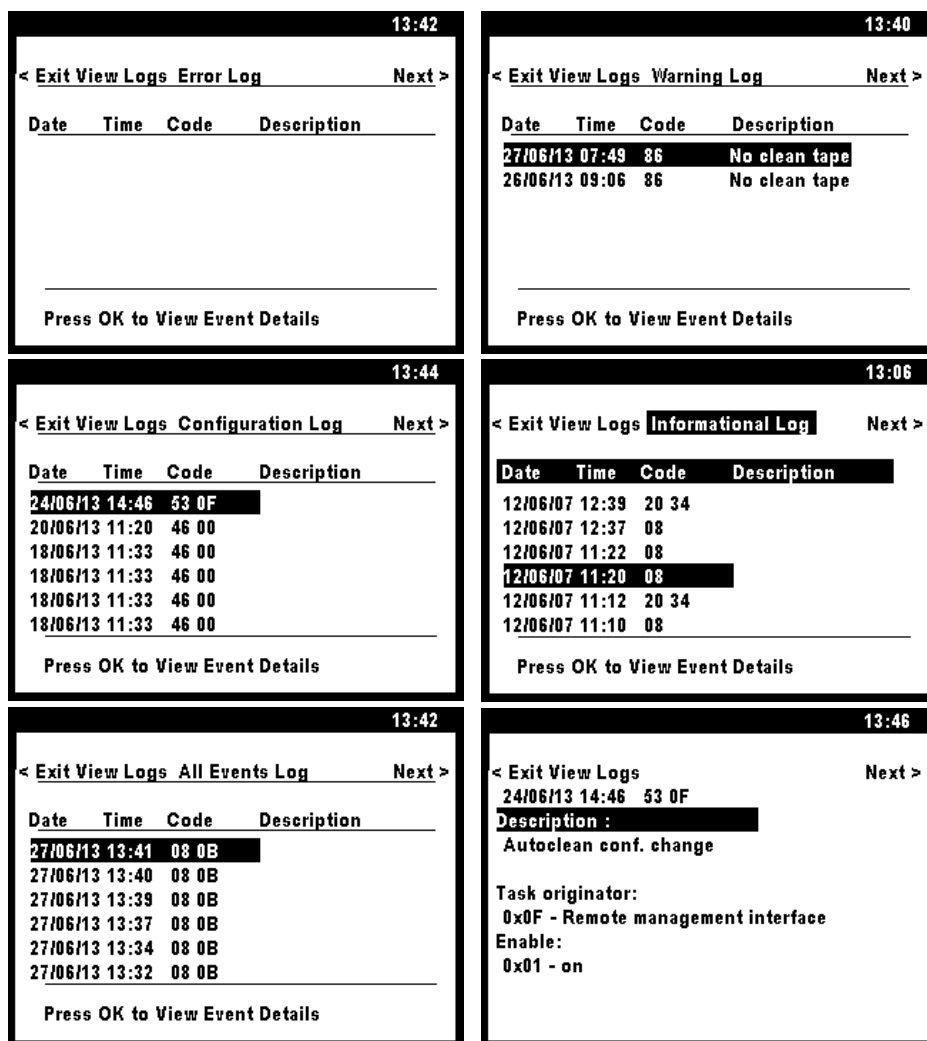 13:42
< Exit View Logs Error Log Next >
Date Time Code Description
Press OK to View Event Details
13:40
< Exit View Logs Warning Log Next >
Date Time Code Description
27/06/13 07:49 86 No clean tape
26/06/13 09:06 86 No clean tape
Press OK to View Event Details
13:44
< Exit View Logs Configuration Log Next >
Date Time Code Description
24/06/13 14:46 53 0F
20/06/13 11:20 46 00
18/06/13 11:33 46 00
18/06/13 11:33 46 00
18/06/13 11:33 46 00
18/06/13 11:33 46 00
Press OK to View Event Details
13:06
< Exit View Logs Informational Log Next >
Date Time Code Description
12/06/07 12:39 20 34
12/06/07 12:37 08
12/06/07 11:22 08
12/06/07 11:20 08
12/06/07 11:12 20 34
12/06/07 11:10 08
Press OK to View Event Details
13:42
< Exit View Logs All Events Log Next >
Date Time Code Description
27/06/13 13:41 08 0B
27/06/13 13:40 08 0B
27/06/13 13:39 08 0B
27/06/13 13:37 08 0B
27/06/13 13:34 08 0B
27/06/13 13:32 08 0B
Press OK to View Event Details
13:46
< Exit View Logs Next >
24/06/13 14:46 53 0F
Description :
Autoclean conf. change
Task originator:
0x0F - Remote management interface
Enable:
0x01 - on